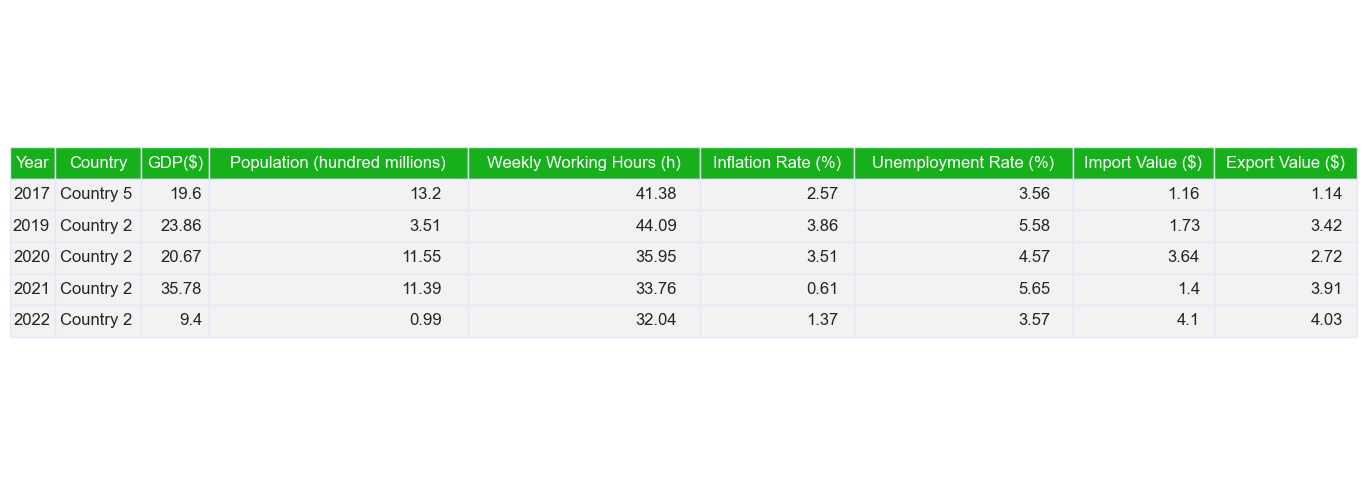 Year Country GDP($) Population (hundred millions) Weekly Working Hours (h) Inflation Rate (%) Unemployment Rate (%) Import Value ($) Export Value ($)
2017 Country 5 19.6 13.2 41.38 2.57 3.56 1.16 1.14
2019 Country 2 23.86 3.51 44.09 3.86 5.58 1.73 3.42
2020 Country 2 20.67 11.55 35.95 3.51 4.57 3.64 2.72
2021 Country 2 35.78 11.39 33.76 0.61 5.65 1.4 3.91
2022 Country 2 9.4 0.99 32.04 1.37 3.57 4.1 4.03